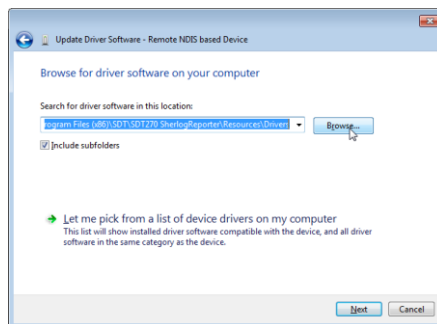 Update Driver Software - Remote NDIS based Device
Browse for driver software on your computer
Search for driver software in this location:
rogram Files (x86)\SDT\SDT270 SherlogReporter\Resources\Drivers
Browse...
Include subfolders
Let me pick from a list of device drivers on my computer
This list will show installed driver software compatible with the device, and all driver
software in the same category as the device.
Next
Cancel